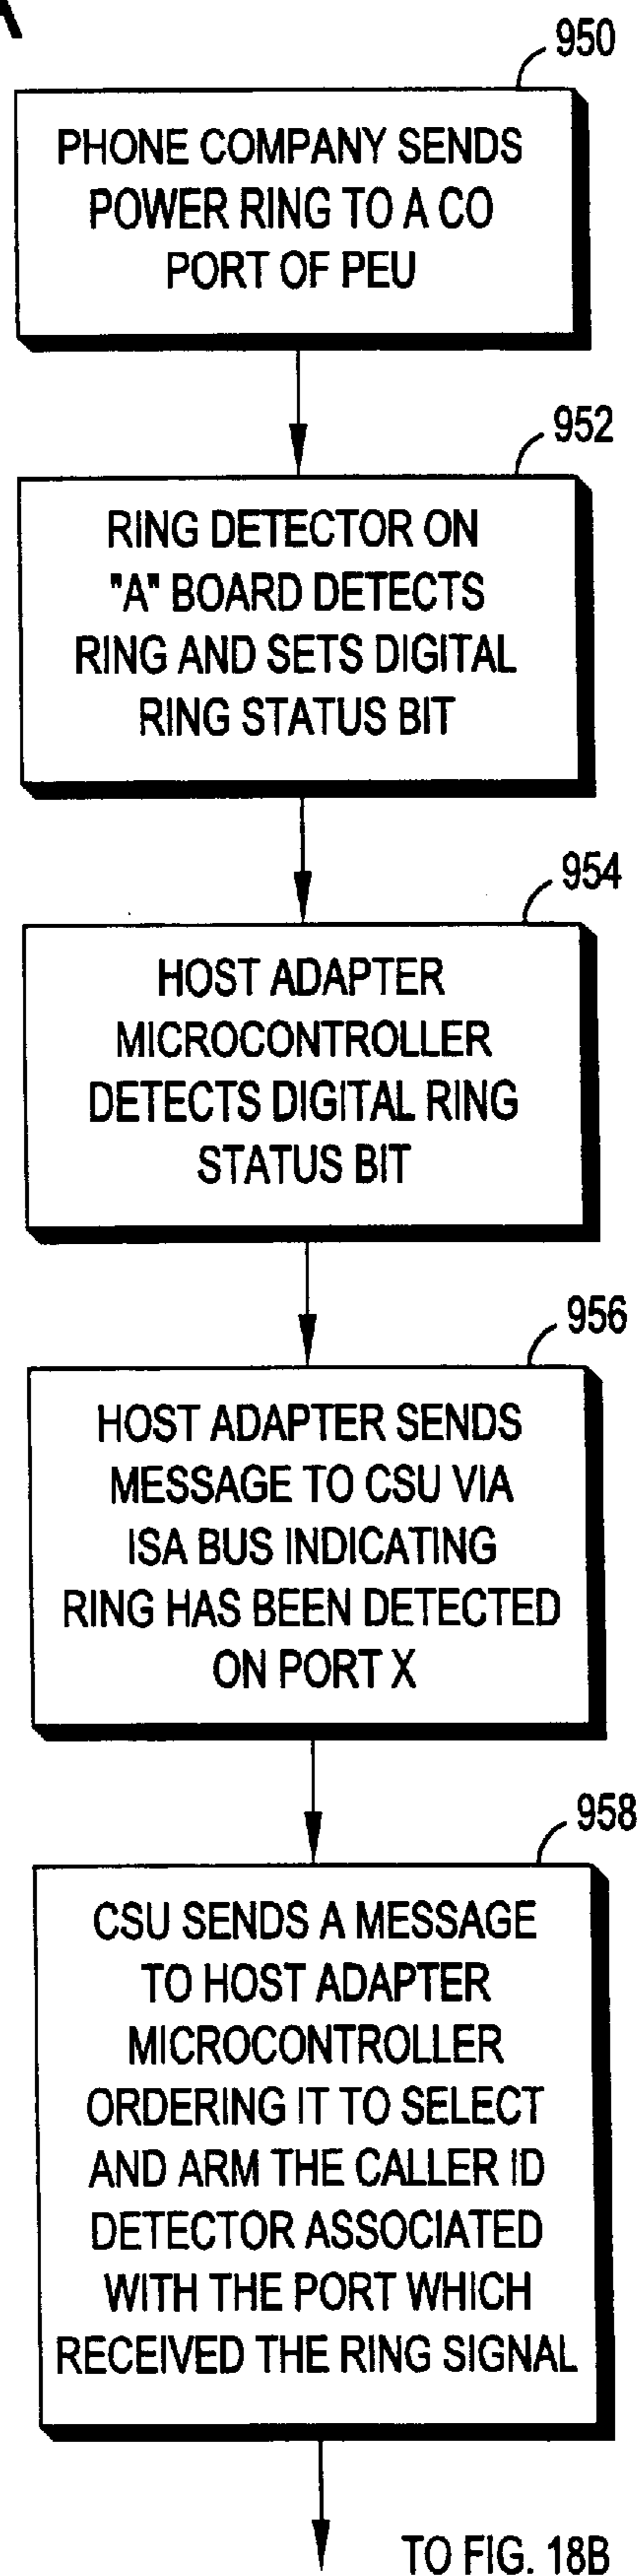 A
950
PHONE COMPANY SENDS
POWER RING TO A CO
PORT OF PEU
952
RING DETECTOR ON
"A" BOARD DETECTS
RING AND SETS DIGITAL
RING STATUS BIT
954
HOST ADAPTER
MICROCONTROLLER
DETECTS DIGITAL RING
STATUS BIT
956
HOST ADAPTER SENDS
MESSAGE TO CSU VIA
ISA BUS INDICATING
RING HAS BEEN DETECTED
ON PORT X
958
CSU SENDS A MESSAGE
TO HOST ADAPTER
MICROCONTROLLER
ORDERING IT TO SELECT
AND ARM THE CALLER ID
DETECTOR ASSOCIATED
WITH THE PORT WHICH
RECEIVED THE RING SIGNAL
TO FIG. 18B